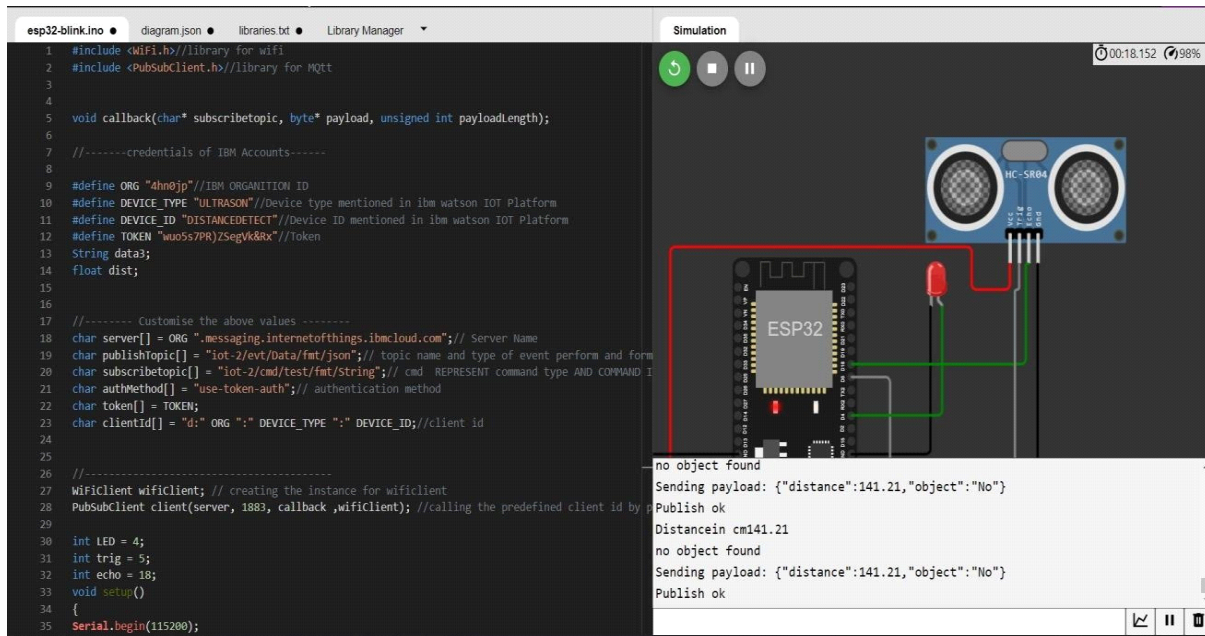 esp32-blink.ino ● diagram.json ● libraries.txt ● Library Manager
1 #include <WiFi.h>//library for wifi
2 #include <PubSubClient.h>//library for MQtt
3
4
5 void callback(char* subscribetopic, byte* payload, unsigned int payloadLength);
6
7 //-------credentials of IBM Accounts------
8
9 #define ORG "4hn0jp"//IBM ORGANITION ID
10 #define DEVICE_TYPE "ULTRASON"//Device type mentioned in ibm watson IOT Platform
11 #define DEVICE_ID "DISTANCEDETECT"//Device ID mentioned in ibm watson IOT Platform
12 #define TOKEN "wuo5s7PR)ZSegVk&Rx"//Token
13 String data3;
14 float dist;
15
16
17 //-------- Customise the above values --------
18 char server[] = ORG ".messaging.internetofthings.ibmcloud.com";// Server Name
19 char publishTopic[] = "iot-2/evt/Data/fmt/json";// topic name and type of event perform and form
20 char subscribetopic[] = "iot-2/cmd/test/fmt/String";// cmd REPRESENT command type AND COMMAND I
21 char authMethod[] = "use-token-auth";// authentication method
22 char token[] = TOKEN;
23 char clientId[] = "d:" ORG ":" DEVICE_TYPE ":" DEVICE_ID;//client id
24
25
26 //-----------------------------------------
27 WiFiClient wifiClient; // creating the instance for wificlient
28 PubSubClient client(server, 1883, callback ,wifiClient); //calling the predefined client id by p
29
30 int LED = 4;
31 int trig = 5;
32 int echo = 18;
33 void setup()
34 {
35 Serial.begin(115200);
Simulation
00:18.152 98%
HC-SR04
Vcc
Trig
Echo
Gnd
ESP32
no object found
Sending payload: {"distance":141.21,"object":"No"}
Publish ok
Distancein cm141.21
no object found
Sending payload: {"distance":141.21,"object":"No"}
Publish ok